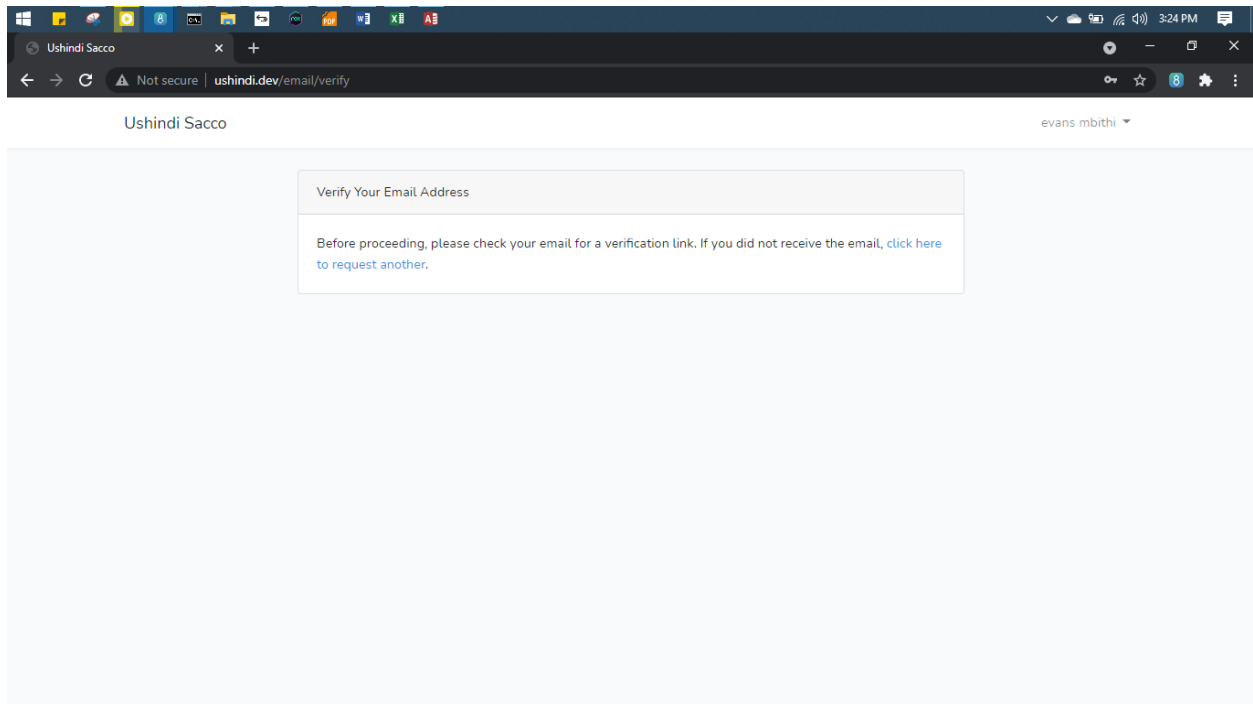 3:24 PM
Ushindi Sacco
Not secure | ushindi.dev/email/verify
8
Ushindi Sacco
evans mbithi
Verify Your Email Address
Before proceeding, please check your email for a verification link. If you did not receive the email, click here
to request another.